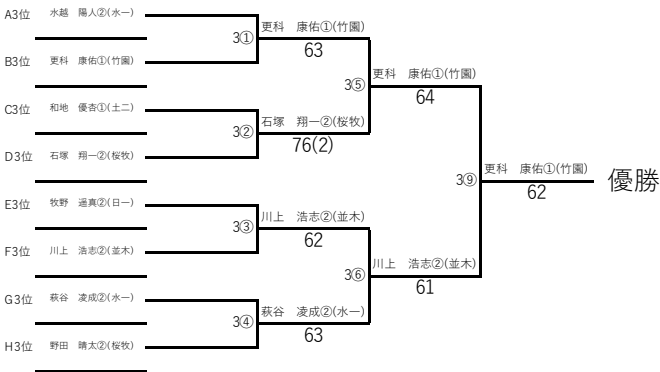 A3位 水越 陽人②(水一)
更科 康佑①(竹園)
3①
63
B3位 更科 康佑①(竹園)
更科 康佑①(竹園)
3⑤
64
C3位 和地 優杏①(土二)
石塚 翔一②(桜牧)
3②
76(2)
D3位 石塚 翔一②(桜牧)
更科 康佑①(竹園)
3⑨
優勝
62
E3位 牧野 遥真②(日一)
川上 浩志②(並木)
3③
62
F3位 川上 浩志②(並木)
川上 浩志②(並木)
3⑥
61
G3位 萩谷 凌成②(水一)
萩谷 凌成②(水一)
3④
63
H3位 野田 晴太②(桜牧)